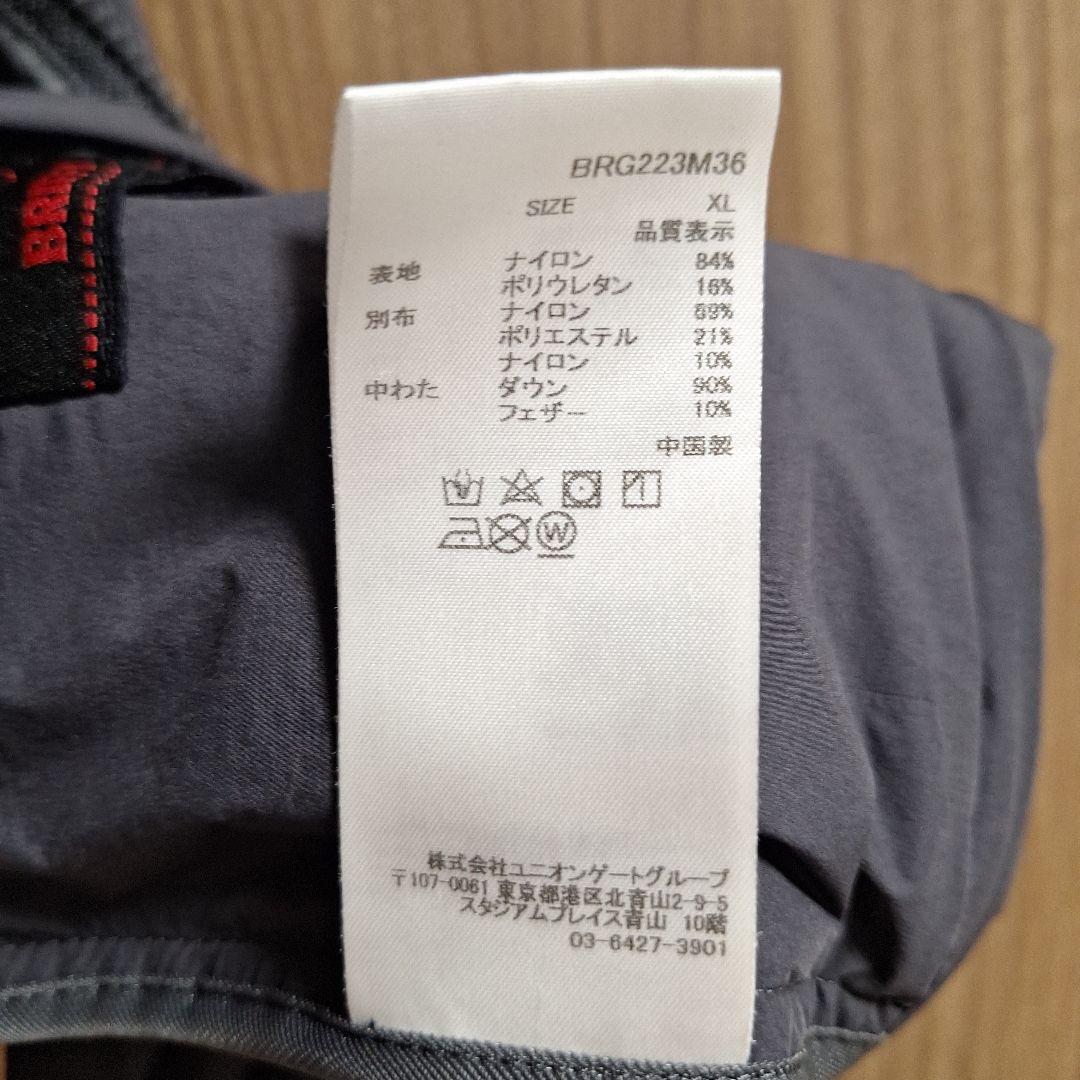 BRG223M36
SIZE XL
品質表示
表地 ナイロン 84%
ポリウレタン 16%
別布 ナイロン 69%
ポリエステル 21%
ナイロン 10%
中わた ダウン 90%
フェザー 10%
中国製
W
株式会社ユニオンゲートグループ
〒107-0061 東京都港区北青山2-9-5
スタジアムプレイス青山 10階
03-6427-3901